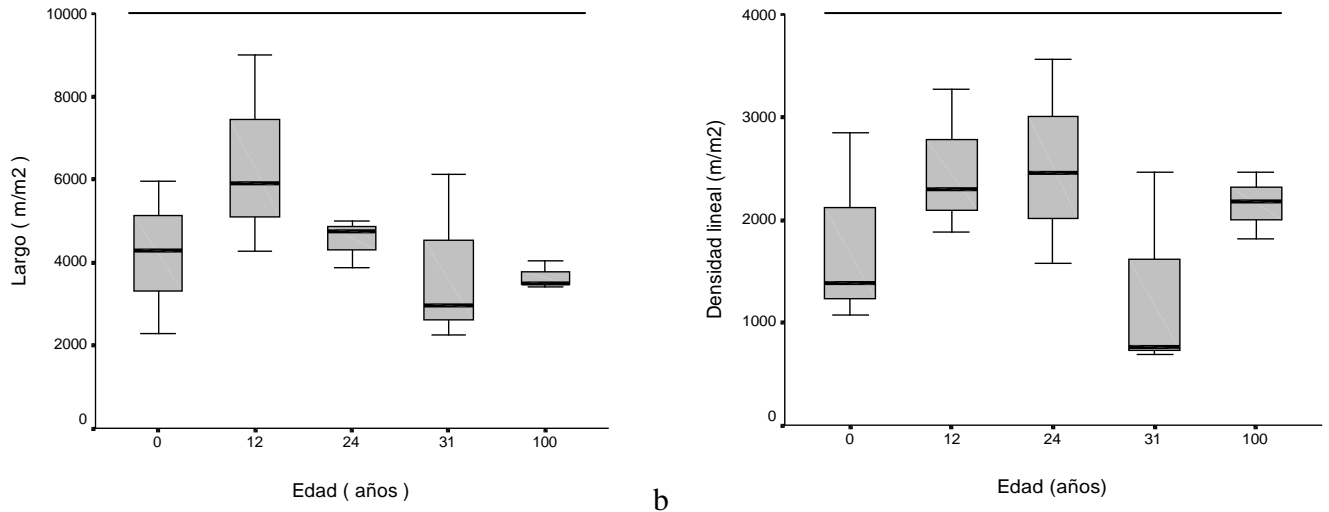 10000
8000
6000
4000
2000
0
Largo ( m/m2 )
0 12 24 31 100
Edad ( años )
b
4000
3000
2000
1000
0
Densidad lineal (m/m2)
0 12 24 31 100
Edad (años)